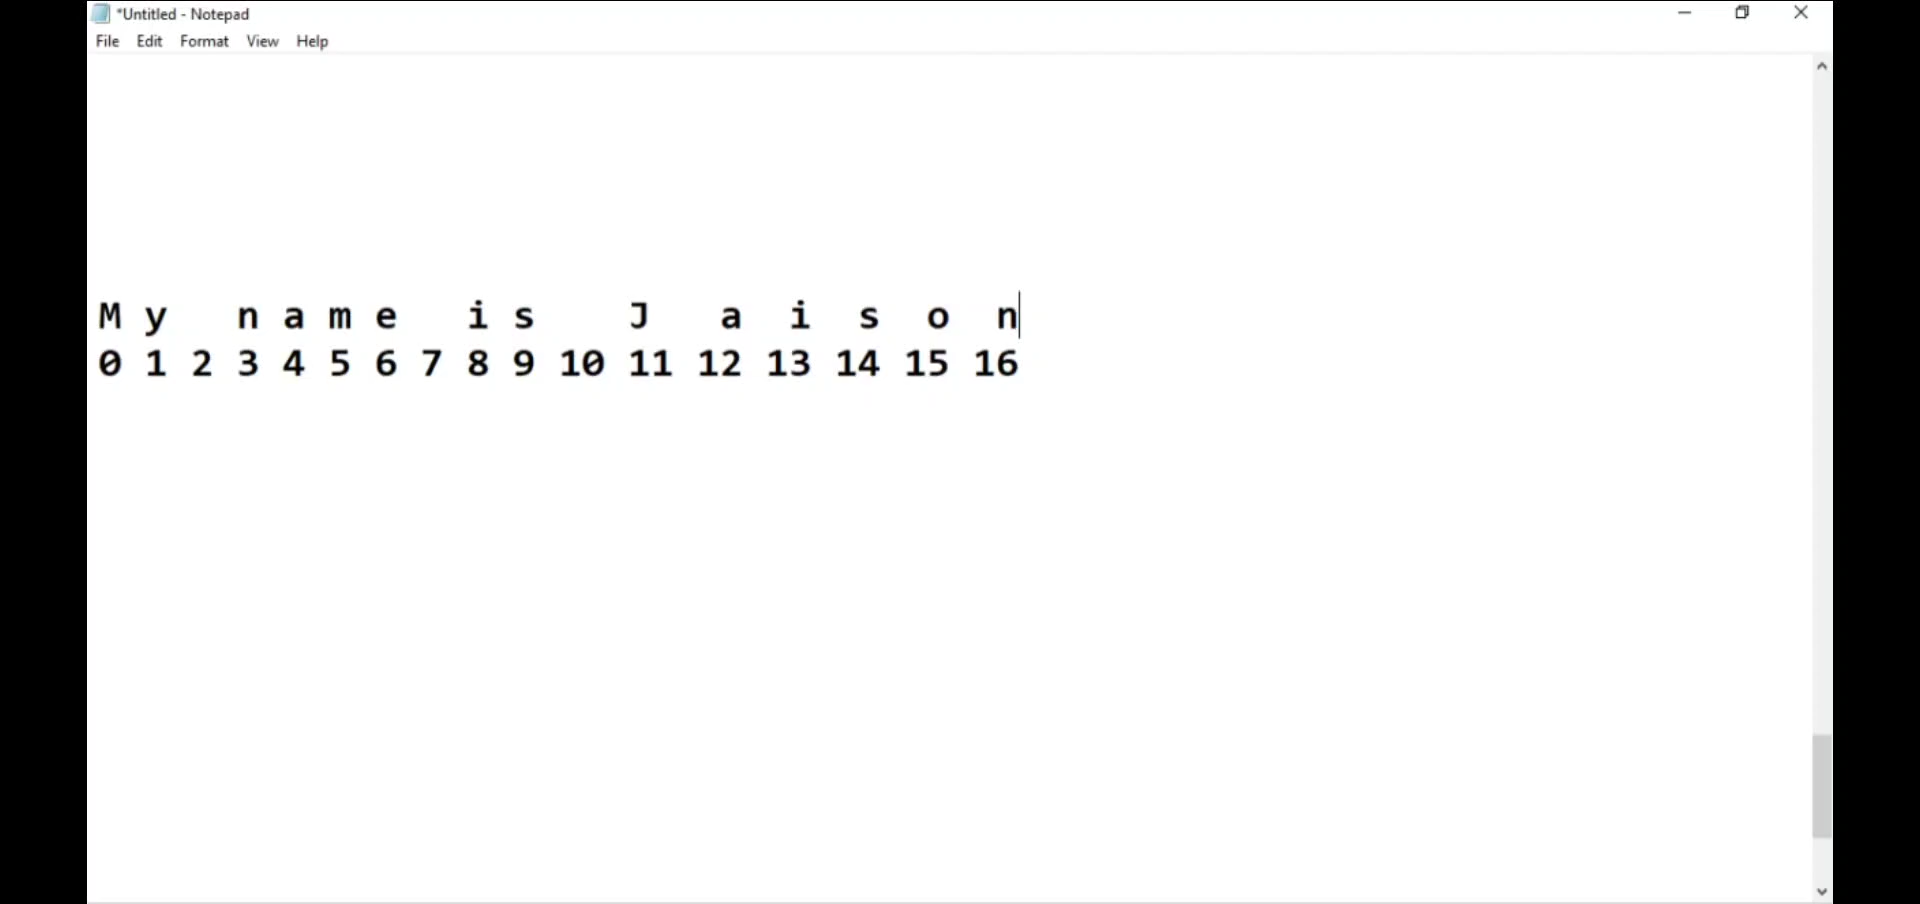 *Untitled - Notepad
File Edit Format View Help
M y   n a m e   i s    J   a  i  s  o  n
0 1 2 3 4 5 6 7 8 9 10 11 12 13 14 15 16